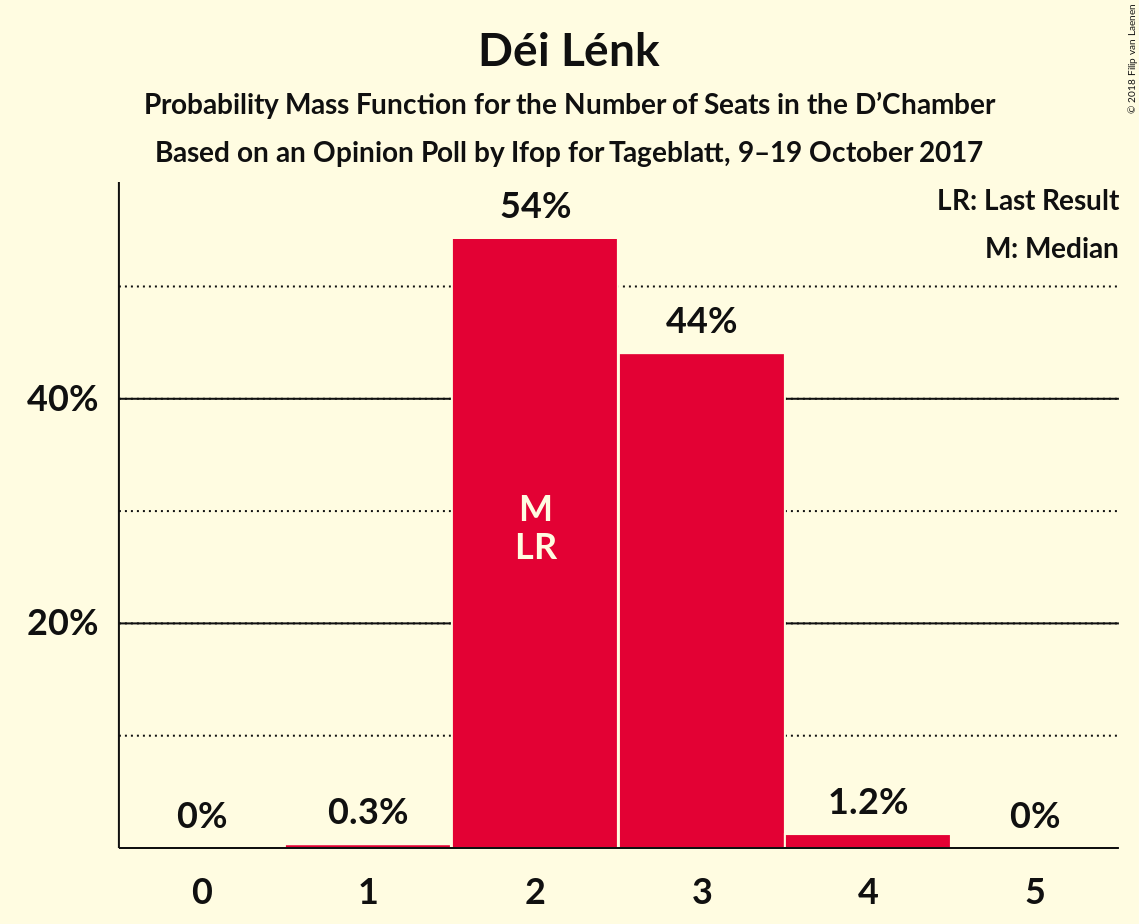 Déi Lénk
Probability Mass Function for the Number of Seats in the D’Chamber
Based on an Opinion Poll by Ifop for Tageblatt, 9–19 October 2017
© 2018 Filip van Laenen
LR: Last Result
M: Median
54%
44%
40%
M
LR
20%
0%
0.3%
1.2%
0%
0
1
2
3
4
5